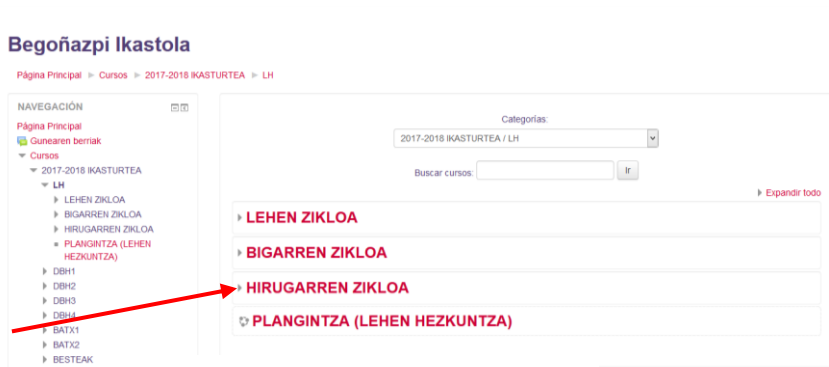 Begoñazpi Ikastola
Página Principal ▶ Cursos ▶ 2017-2018 IKASTURTEA ▶ LH
NAVEGACIÓN
Página Principal
Gunearen berriak
Cursos
2017-2018 IKASTURTEA
LH
LEHEN ZIKLOA
BIGARREN ZIKLOA
HIRUGARREN ZIKLOA
PLANGINTZA (LEHEN
HEZKUNTZA)
DBH1
DBH2
DBH3
DBH4
BATX1
BATX2
BESTEAK
Categorías:
2017-2018 IKASTURTEA / LH
Buscar cursos: Ir
Expandir todo
LEHEN ZIKLOA
BIGARREN ZIKLOA
HIRUGARREN ZIKLOA
PLANGINTZA (LEHEN HEZKUNTZA)